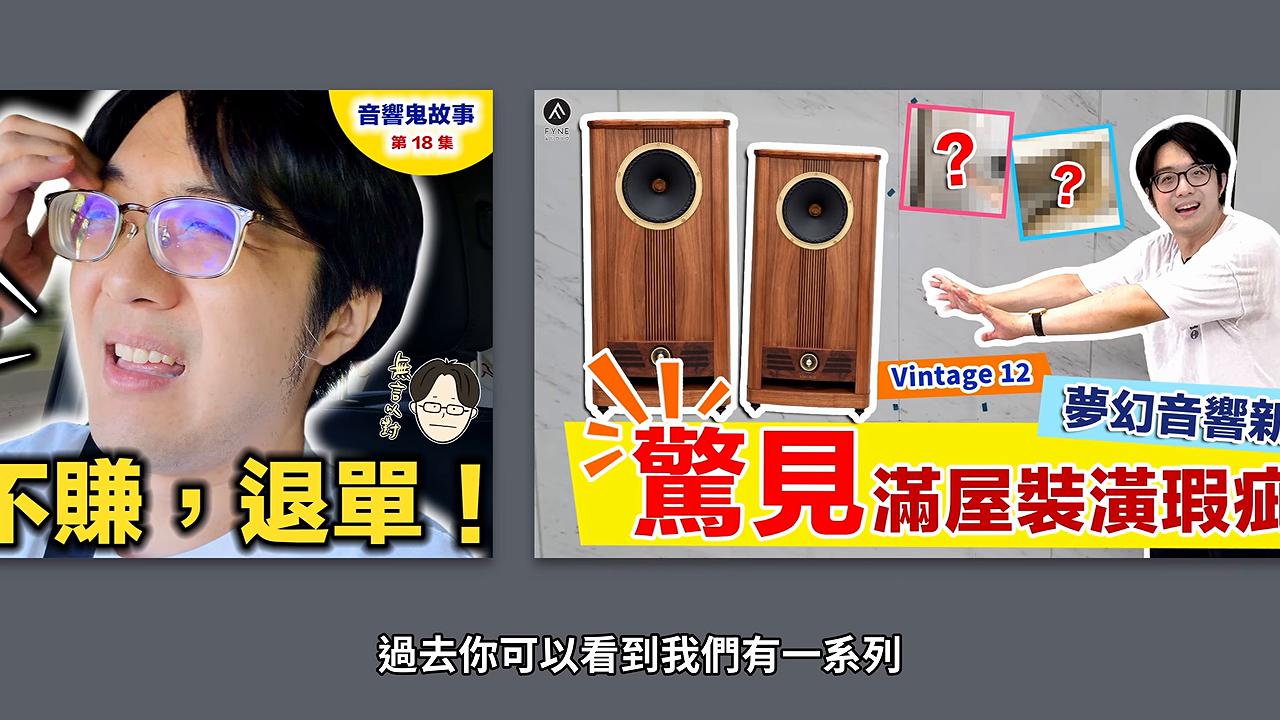 音響鬼故事
第 18 集
無言以對
不賺，退單！
FYNE
AUDIO
?
?
Vintage 12
夢幻音響新
驚見滿屋裝潢瑕疵
過去你可以看到我們有一系列